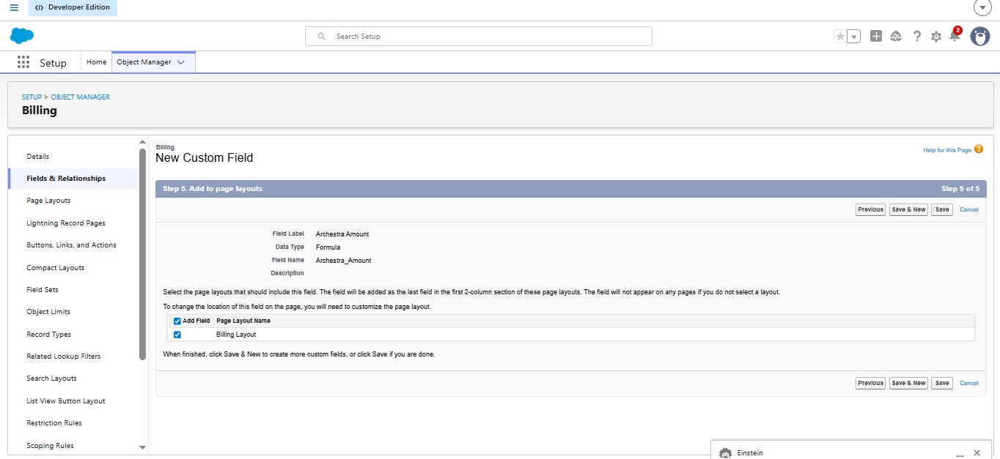 Developer Edition
Search Setup
2
Setup
Home
Object Manager
SETUP > OBJECT MANAGER
Billing
Details
Fields & Relationships
Page Layouts
Lightning Record Pages
Buttons, Links, and Actions
Compact Layouts
Field Sets
Object Limits
Record Types
Related Lookup Filters
Search Layouts
List View Button Layout
Restriction Rules
Scoping Rules
Billing
New Custom Field
Help for this Page ?
Step 5. Add to page layouts Step 5 of 5
Previous Save & New Save Cancel
Field Label Archestra Amount
Data Type Formula
Field Name Archestra_Amount
Description
Select the page layouts that should include this field. The field will be added as the last field in the first 2-column section of these page layouts. The field will not appear on any pages if you do not select a layout.
To change the location of this field on the page, you will need to customize the page layout.
Add Field Page Layout Name
Billing Layout
When finished, click Save & New to create more custom fields, or click Save if you are done.
Previous Save & New Save Cancel
Einstein